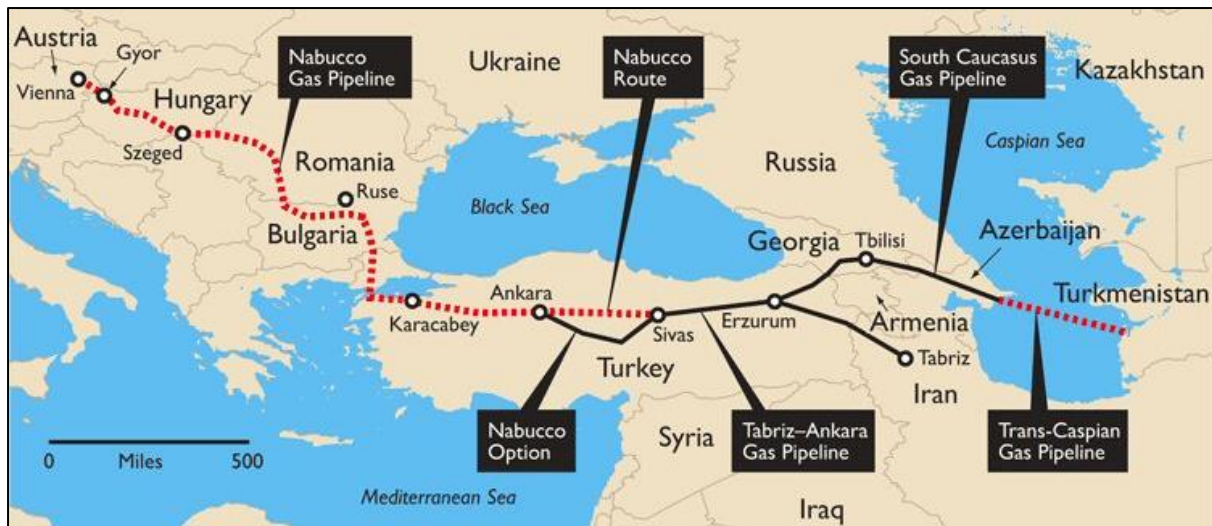 Austria
Gyor
Vienna
Hungary
Szeged
Nabucco
Gas Pipeline
Ukraine
Nabucco
Route
South Caucasus
Gas Pipeline
Kazakhstan
Caspian Sea
Russia
Romania
Ruse
Black Sea
Bulgaria
Georgia
Tbilisi
Azerbaijan
Turkmenistan
Karacabey
Ankara
Sivas
Erzurum
Armenia
Tabriz
Turkey
Iran
0 Miles 500
Nabucco
Option
Syria
Tabriz–Ankara
Gas Pipeline
Trans-Caspian
Gas Pipeline
Mediterranean Sea
Iraq